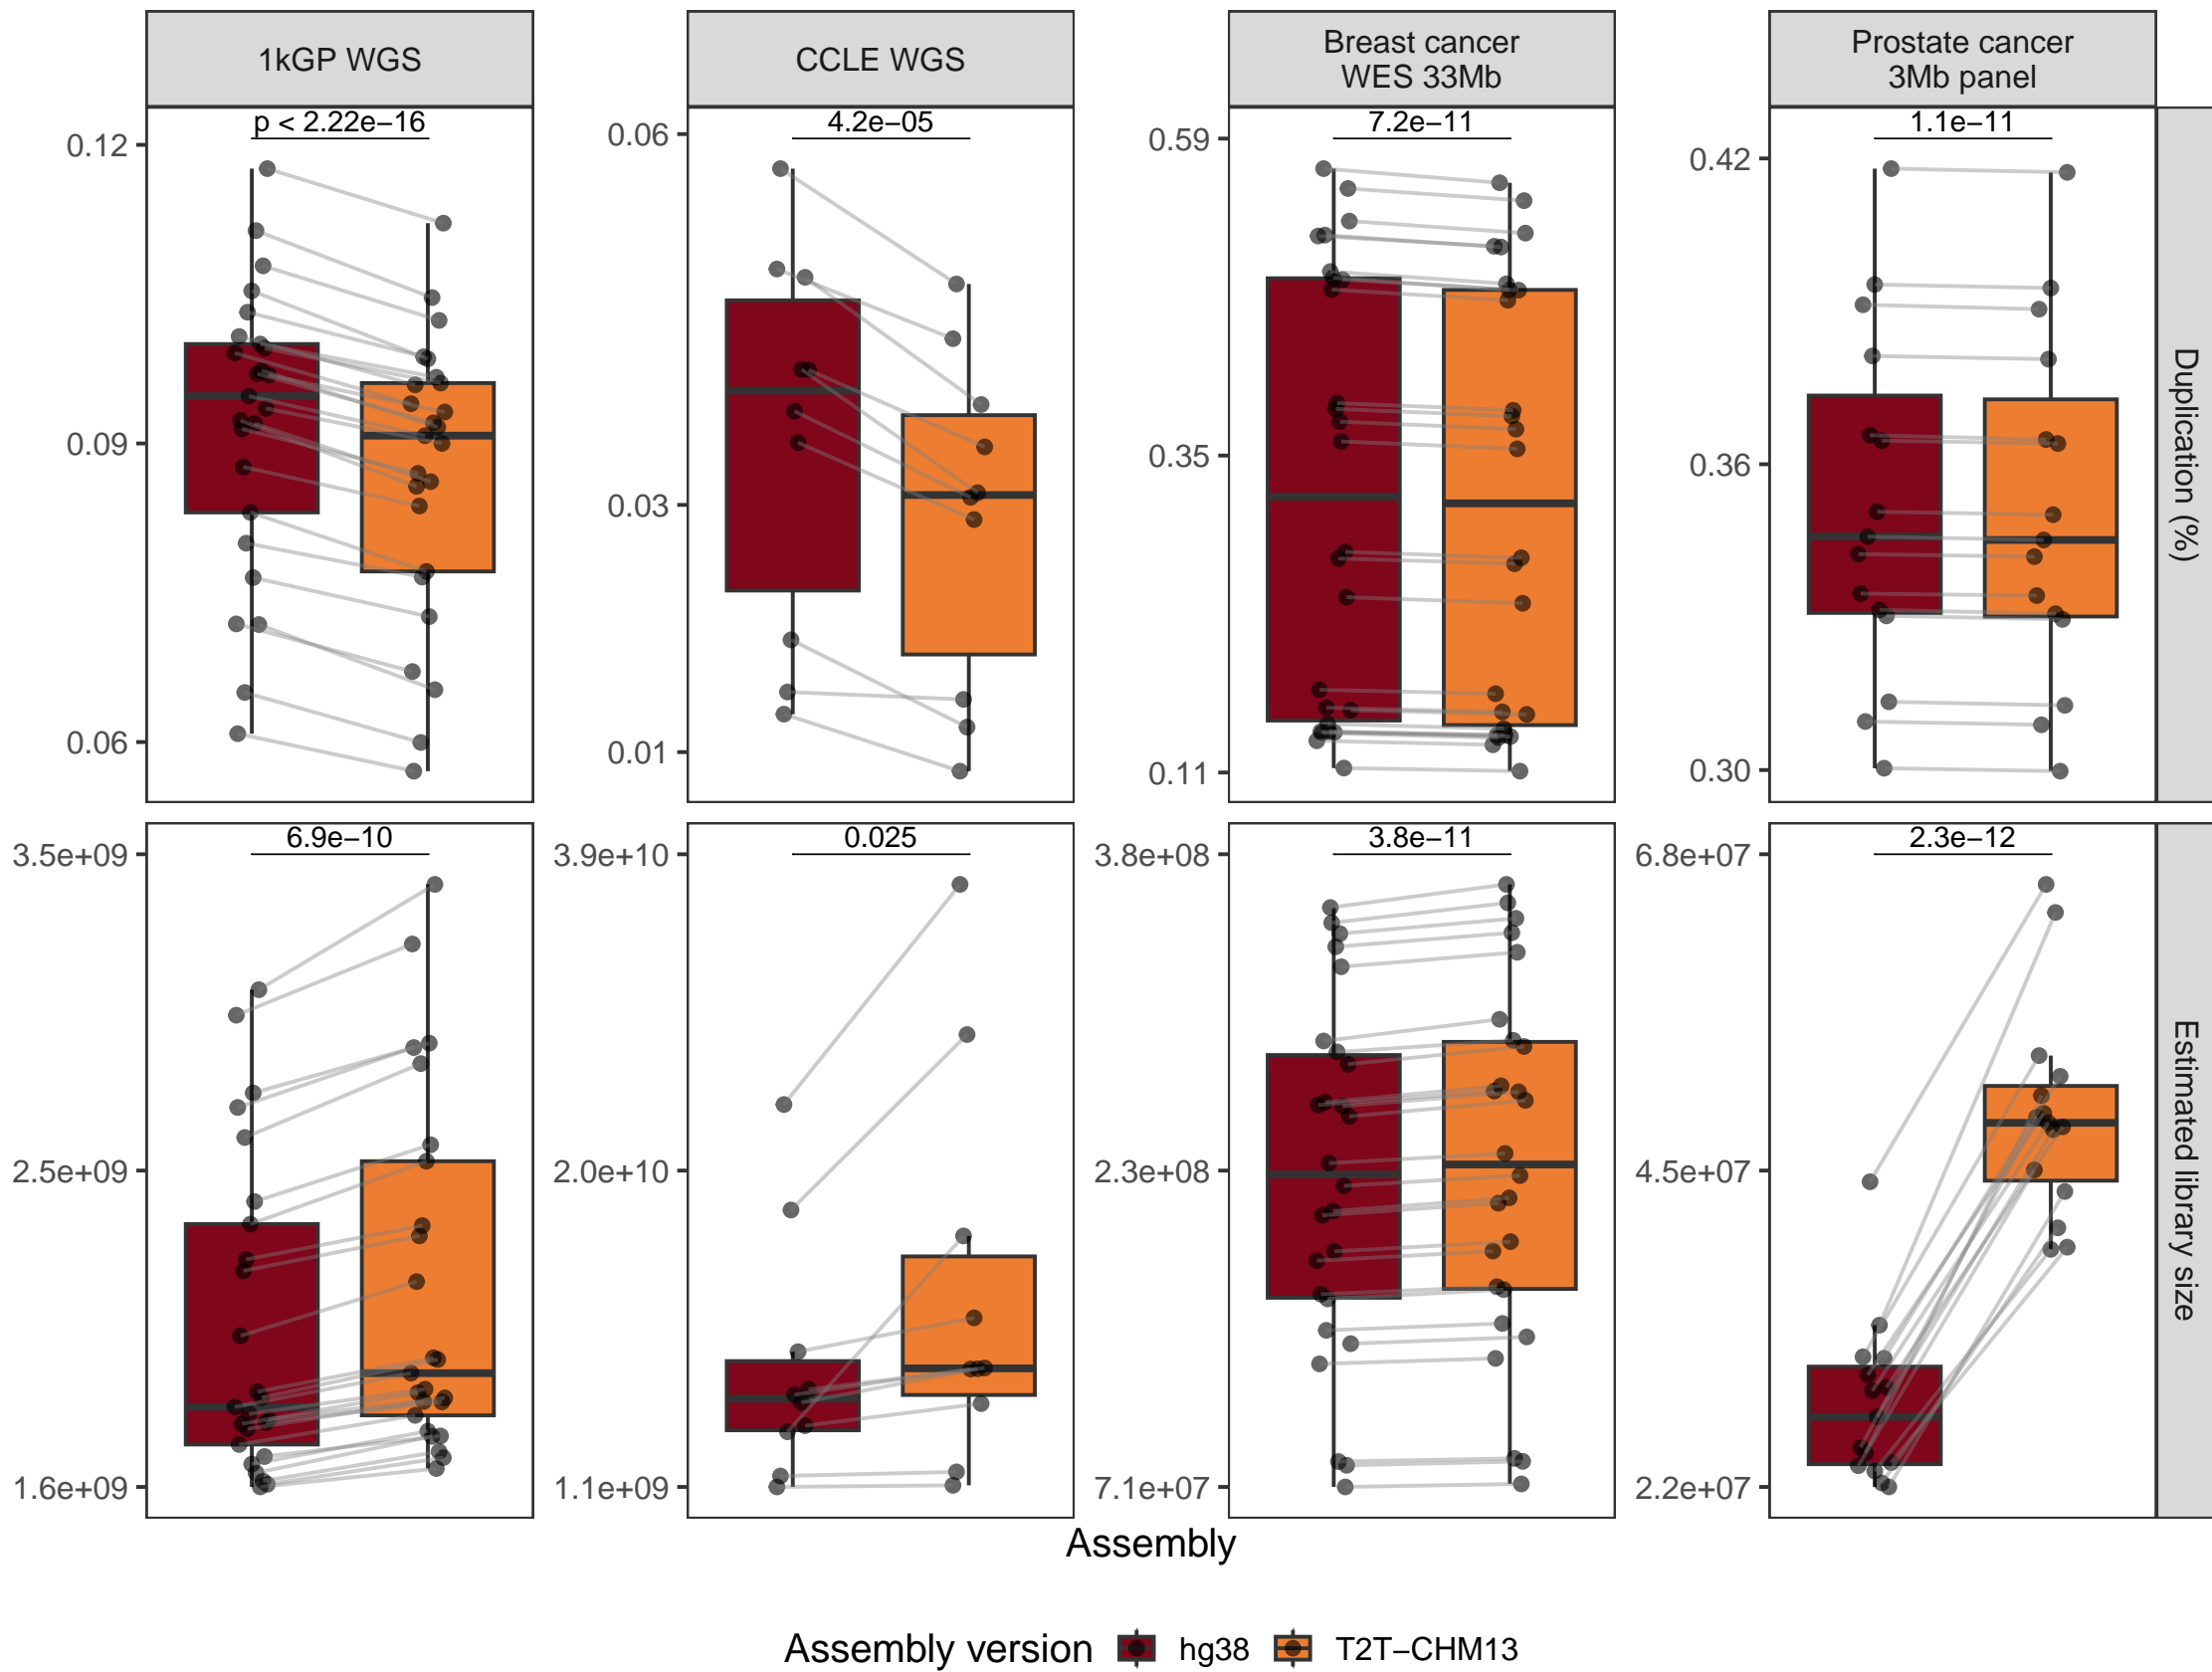 1kGP WGS
CCLE WGS
Breast cancer
WES 33Mb
Prostate cancer
3Mb panel
p < 2.22e−16
4.2e−05
7.2e−11
1.1e−11
0.12
0.09
0.06
0.06
0.03
0.01
0.59
0.35
0.11
0.42
0.36
0.30
Duplication (%)
6.9e−10
0.025
3.8e−11
2.3e−12
3.5e+09
2.5e+09
1.6e+09
3.9e+10
2.0e+10
1.1e+09
3.8e+08
2.3e+08
7.1e+07
6.8e+07
4.5e+07
2.2e+07
Estimated library size
Assembly
Assembly version hg38 T2T−CHM13